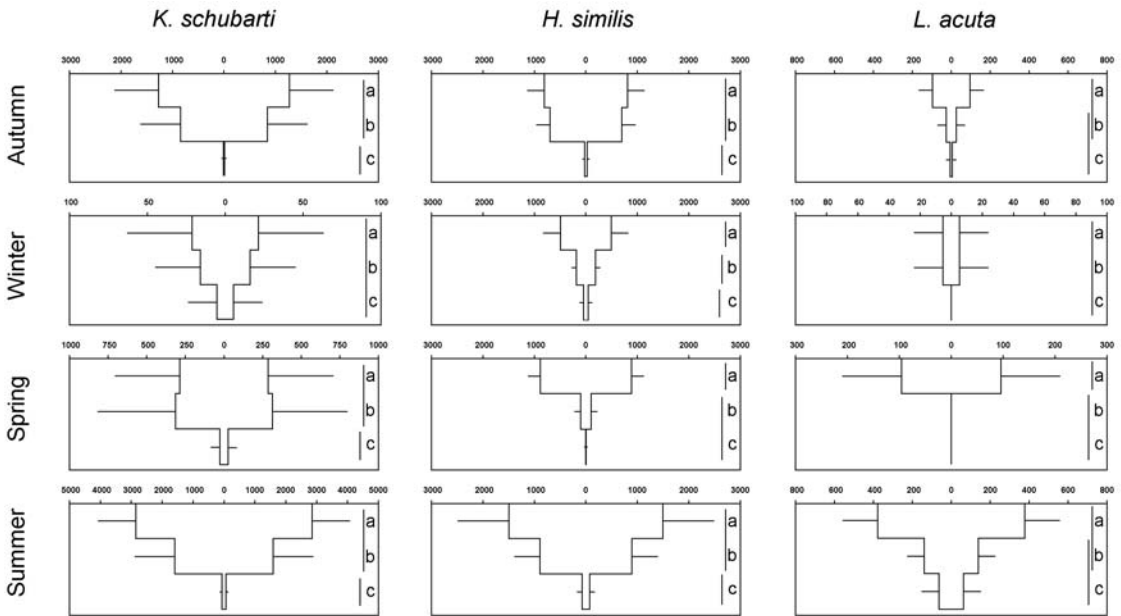 K. schubarti H. similis L. acuta
Autumn
3000 2000 1000 0 1000 2000 3000
a
b
c
3000 2000 1000 0 1000 2000 3000
a
b
c
800 600 400 200 0 200 400 600 800
a
b
c
Winter
100 50 0 50 100
a
b
c
3000 2000 1000 0 1000 2000 3000
a
b
c
100 80 60 40 20 0 20 40 60 80 100
a
b
c
Spring
1000 750 500 250 0 250 500 750 1000
a
b
c
3000 2000 1000 0 1000 2000 3000
a
b
c
300 200 100 0 100 200 300
a
b
c
Summer
5000 4000 3000 2000 1000 0 1000 2000 3000 4000 5000
a
b
c
3000 2000 1000 0 1000 2000 3000
a
b
c
800 600 400 200 0 200 400 600 800
a
b
c